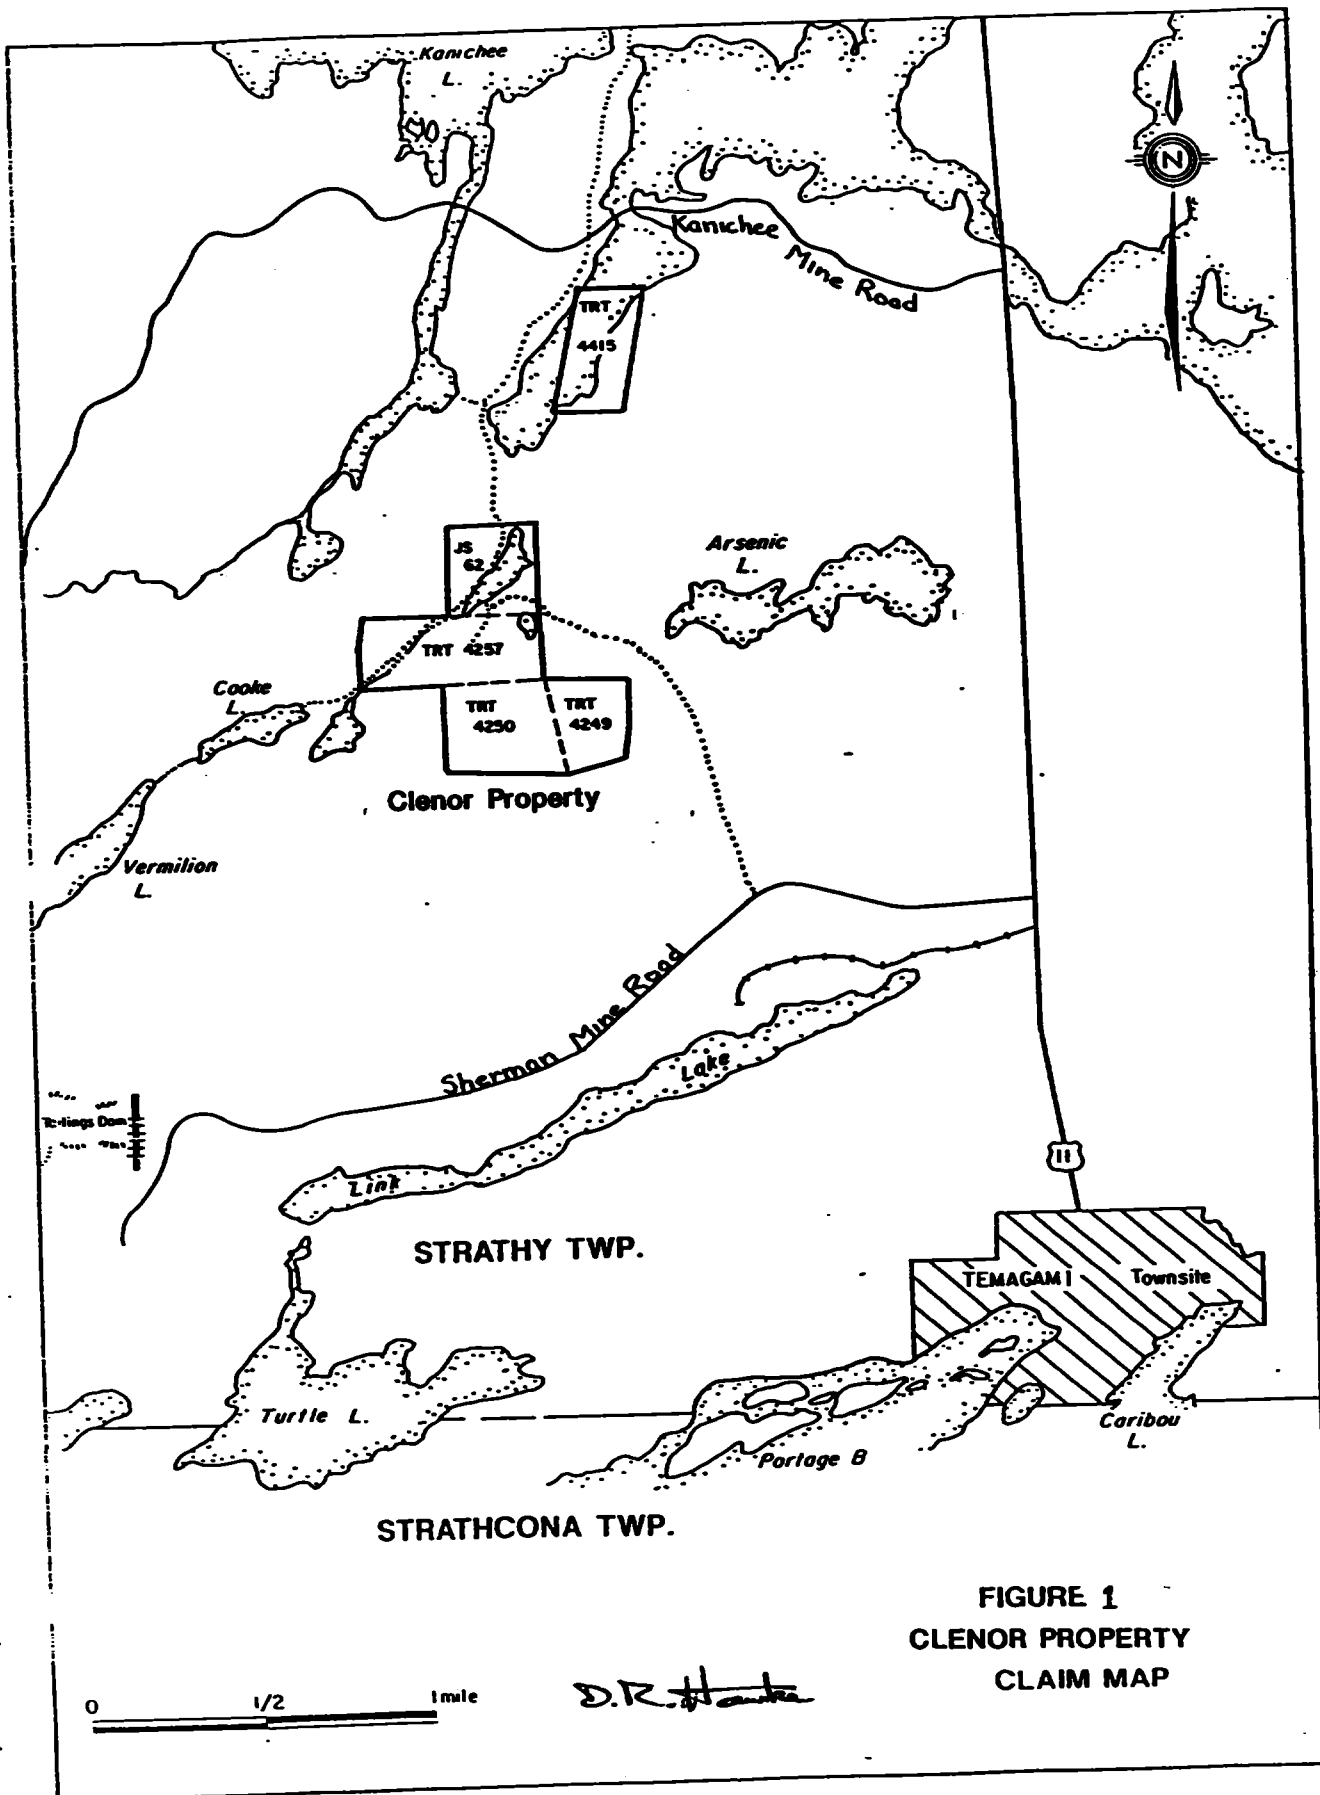 Kanichee
L.
N
Kanichee
Mine Road
TRT
4415
JS
62
Arsenic
L.
TRT 4257
Cooke
L.
TRT
4250
TRT
4249
Clenor Property
Vermilion
L.
Sherman Mine Road
Lake
Link
11
STRATHY TWP.
TEMAGAMI Townsite
Turtle L.
Caribou
L.
Portage B
STRATHCONA TWP.
FIGURE 1
CLENOR PROPERTY
CLAIM MAP
0 1/2 1 mile
D.R.